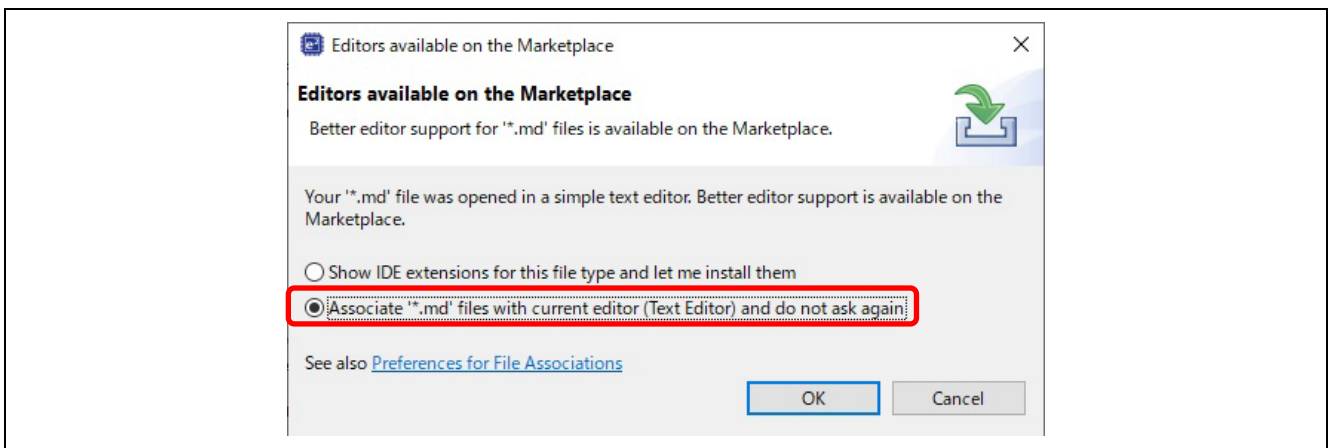 Editors available on the Marketplace
Editors available on the Marketplace
Better editor support for '*.md' files is available on the Marketplace.
Your '*.md' file was opened in a simple text editor. Better editor support is available on the
Marketplace.
Show IDE extensions for this file type and let me install them
Associate '*.md' files with current editor (Text Editor) and do not ask again
See also Preferences for File Associations
OK Cancel